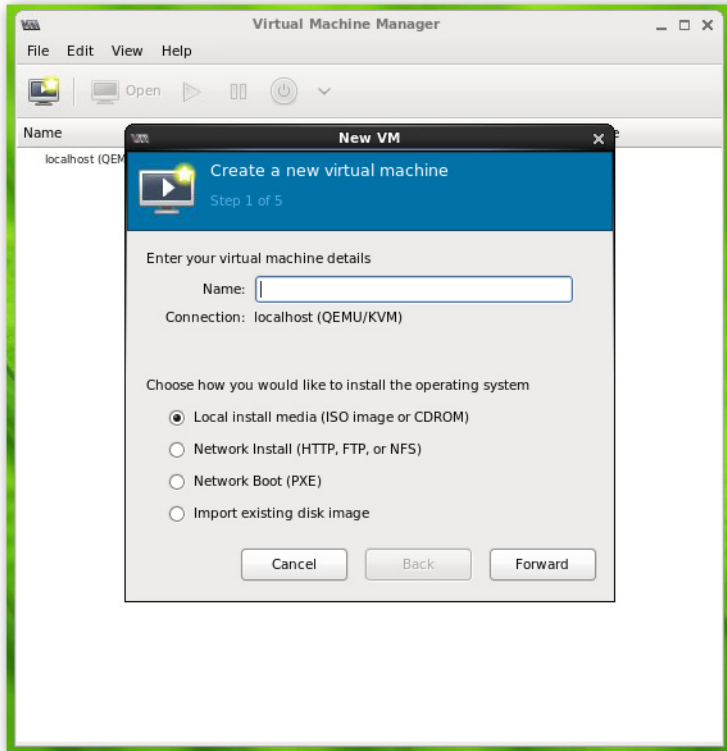 Virtual Machine Manager
File Edit View Help
Open
Name
localhost (QEM
New VM
Create a new virtual machine
Step 1 of 5
Enter your virtual machine details
Name:
Connection: localhost (QEMU/KVM)
Choose how you would like to install the operating system
Local install media (ISO image or CDROM)
Network Install (HTTP, FTP, or NFS)
Network Boot (PXE)
Import existing disk image
Cancel Back Forward